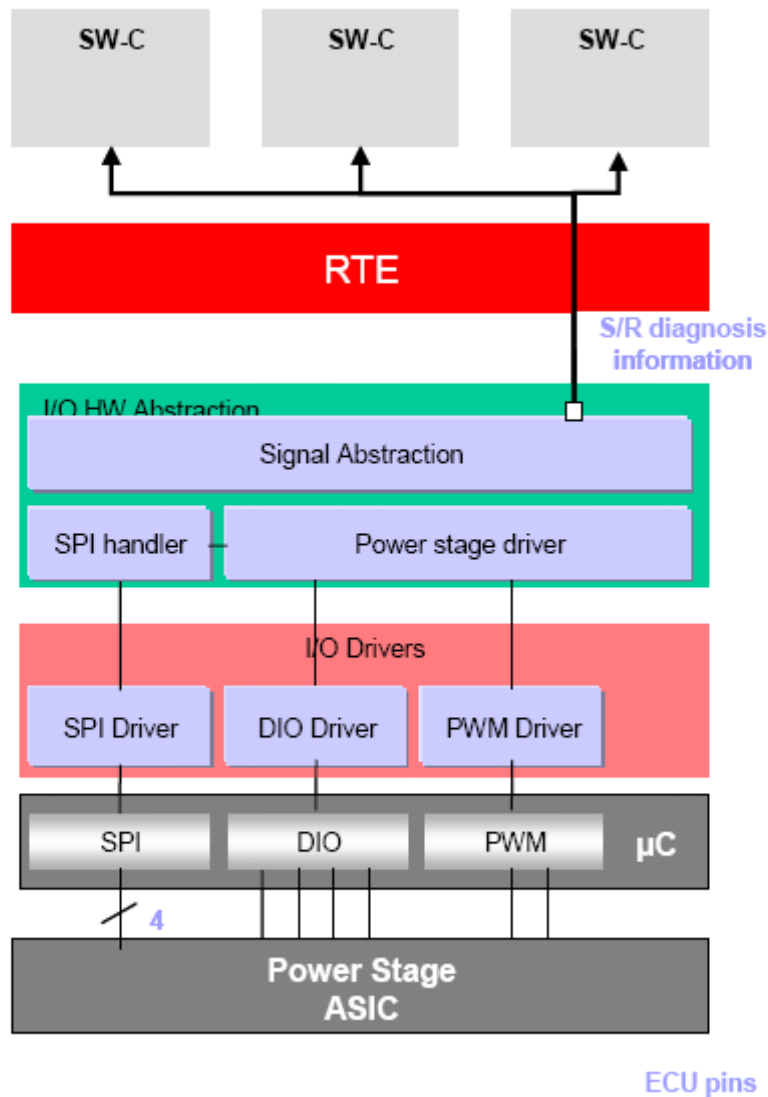 SW-C
SW-C
SW-C
RTE
S/R diagnosis
information
I/O HW Abstraction
Signal Abstraction
SPI handler
Power stage driver
I/O Drivers
SPI Driver
DIO Driver
PWM Driver
SPI
DIO
PWM
µC
4
Power Stage
ASIC
ECU pins